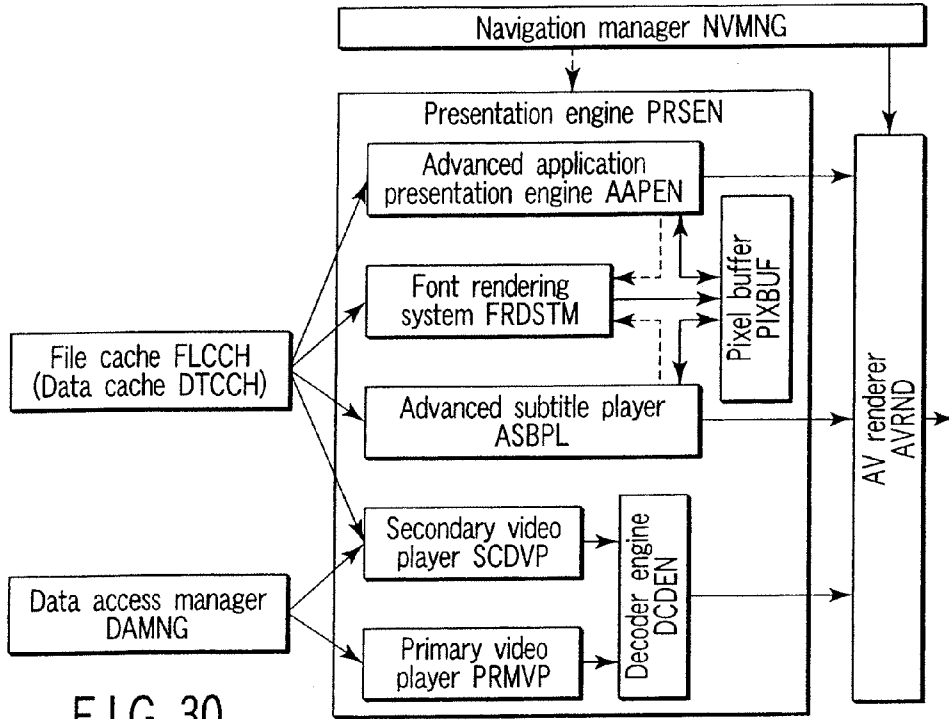 Navigation manager NVMNG
Presentation engine PRSEN
Advanced application
presentation engine AAPEN
Font rendering
system FRDSTM
Pixel buffer
PIXBUF
File cache FLCCH
(Data cache DTCCH)
Advanced subtitle player
ASBPL
AV renderer
AVRND
Secondary video
player SCDVP
Decoder engine
DCDEN
Data access manager
DAMNG
Primary video
player PRMVP
FIG. 30